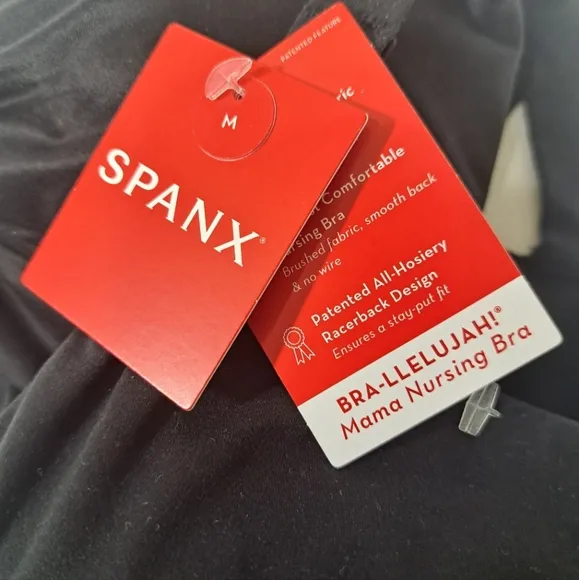 M
SPANX®
PATENTED FEATURE
Comfortable
Bra
Brushed fabric, smooth back
& no wire
Patented All-Hosiery
Racerback Design
Ensures a stay-put fit
BRA-LLELUJAH!®
Mama Nursing Bra